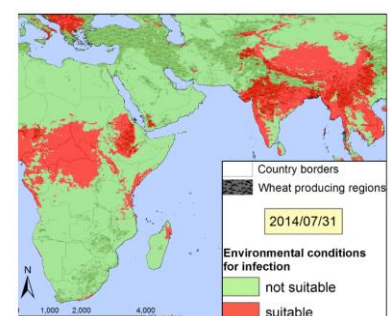 Country borders
Wheat producing regions
2014/07/31
Environmental conditions
for infection
not suitable
suitable
N
1,000 2,000 4,000